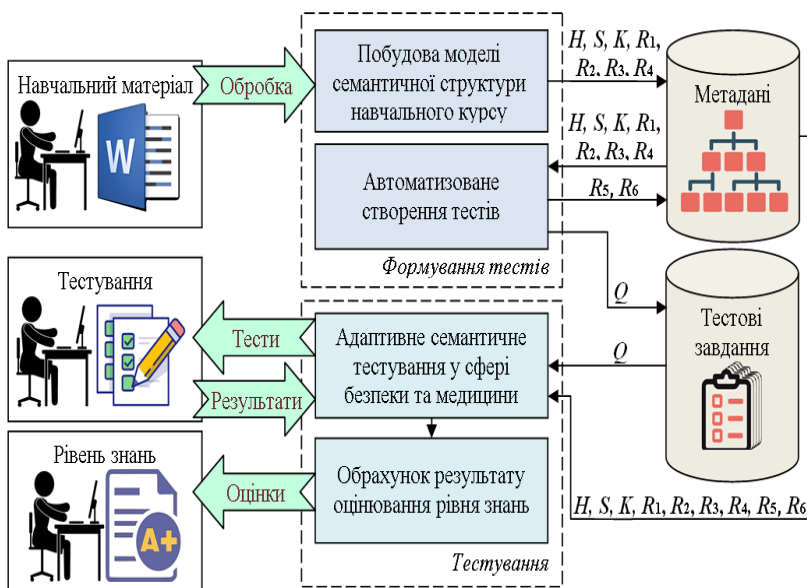 Навчальний матеріал
W
Обробка
Побудова моделі
семантичної структури
навчального курсу
H, S, K, R1,
R2, R3, R4
Метадані
H, S, K, R1,
R2, R3, R4
Автоматизоване
створення тестів
R5, R6
Формування тестів
Q
Тестові
завдання
Q
Тестування
Тести
Результати
Адаптивне семантичне
тестування у сфері
безпеки та медицини
Рівень знань
A+
Оцінки
Обрахунок результату
оцінювання рівня знань
Тестування
H, S, K, R1, R2, R3, R4, R5, R6